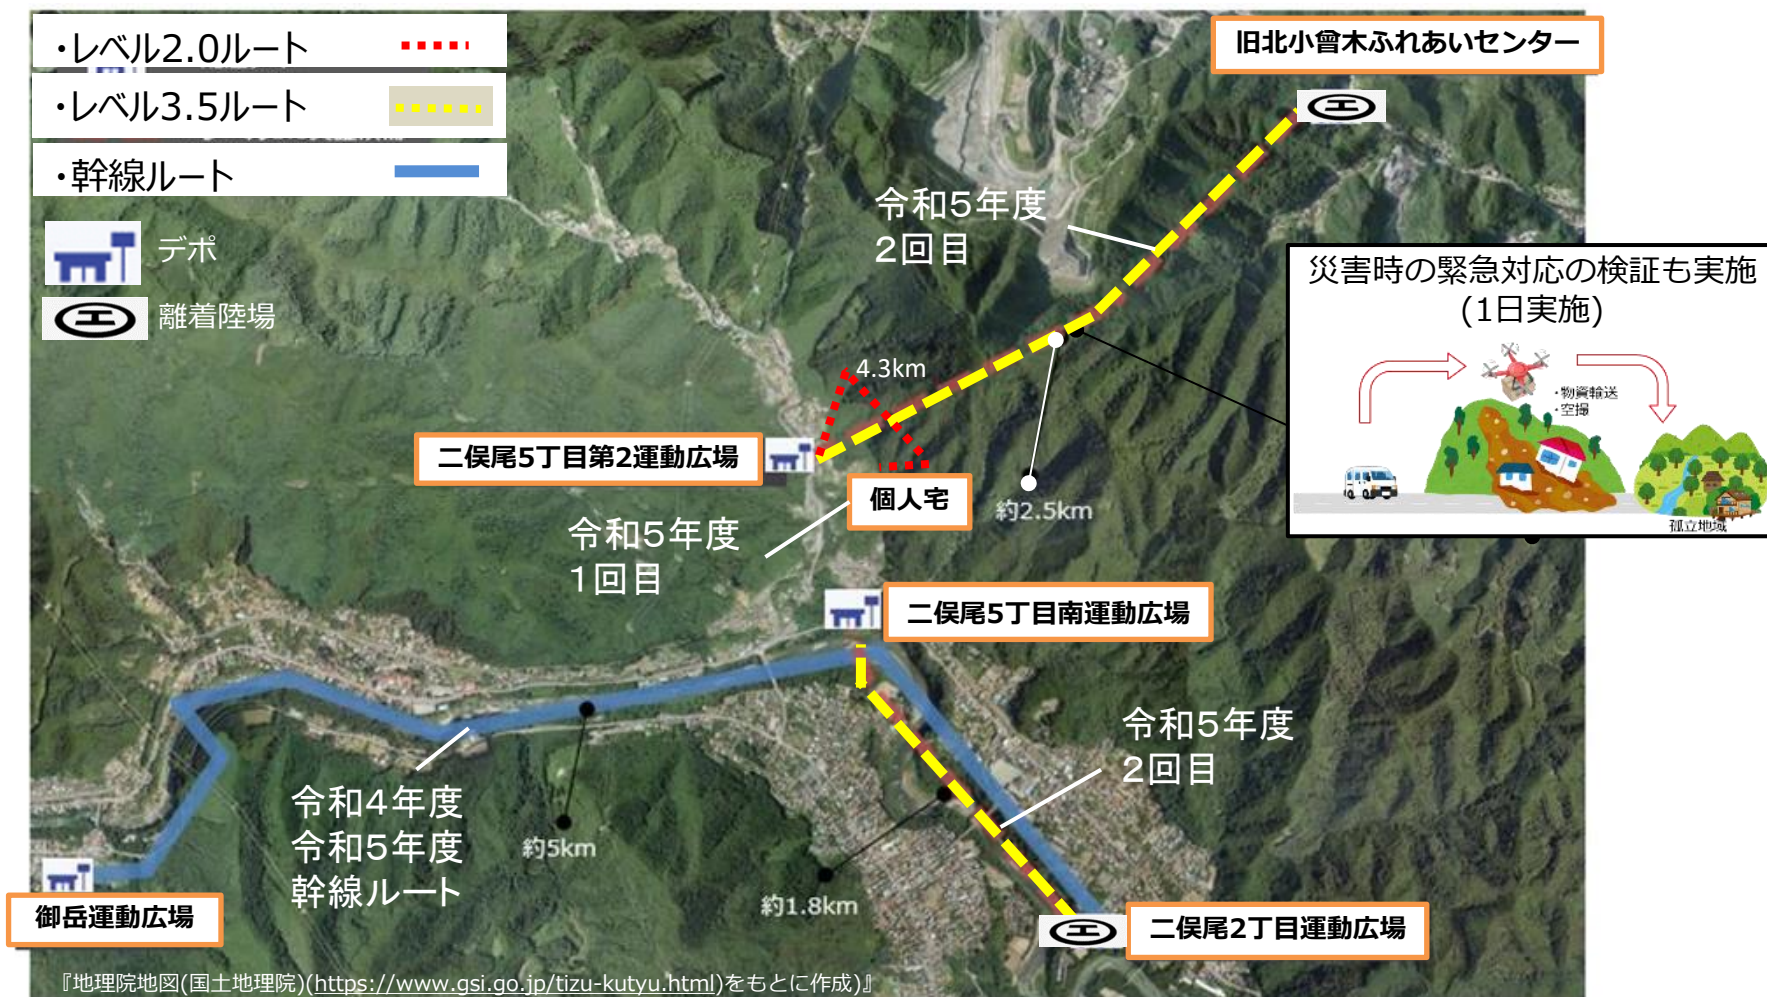 ・レベル2.0ルート
・レベル3.5ルート
・幹線ルート
デポ
離着陸場
旧北小曾木ふれあいセンター
令和5年度
2回目
災害時の緊急対応の検証も実施
(1日実施)
・物資輸送
・空撮
孤立地域
4.3km
二俣尾5丁目第2運動広場
個人宅
約2.5km
令和5年度
1回目
二俣尾5丁目南運動広場
令和5年度
2回目
令和4年度
令和5年度
幹線ルート
約5km
約1.8km
御岳運動広場
二俣尾2丁目運動広場
『地理院地図(国土地理院)(https://www.gsi.go.jp/tizu-kutyu.html)をもとに作成)』